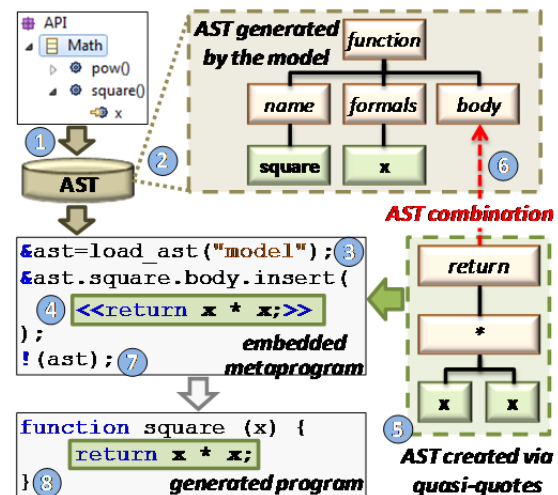 API
Math
pow()
square()
x
1
AST
2
AST generated
by the model
function
name
formals
body
square
x
6
AST combination
&ast=load_ast("model"); 3
&ast.square.body.insert(
4 <<return x * x;>>
);
!(ast); 7
embedded
metaprogram
return
*
x
x
5
AST created via
quasi-quotes
function square (x) {
return x * x;
} 8
generated program